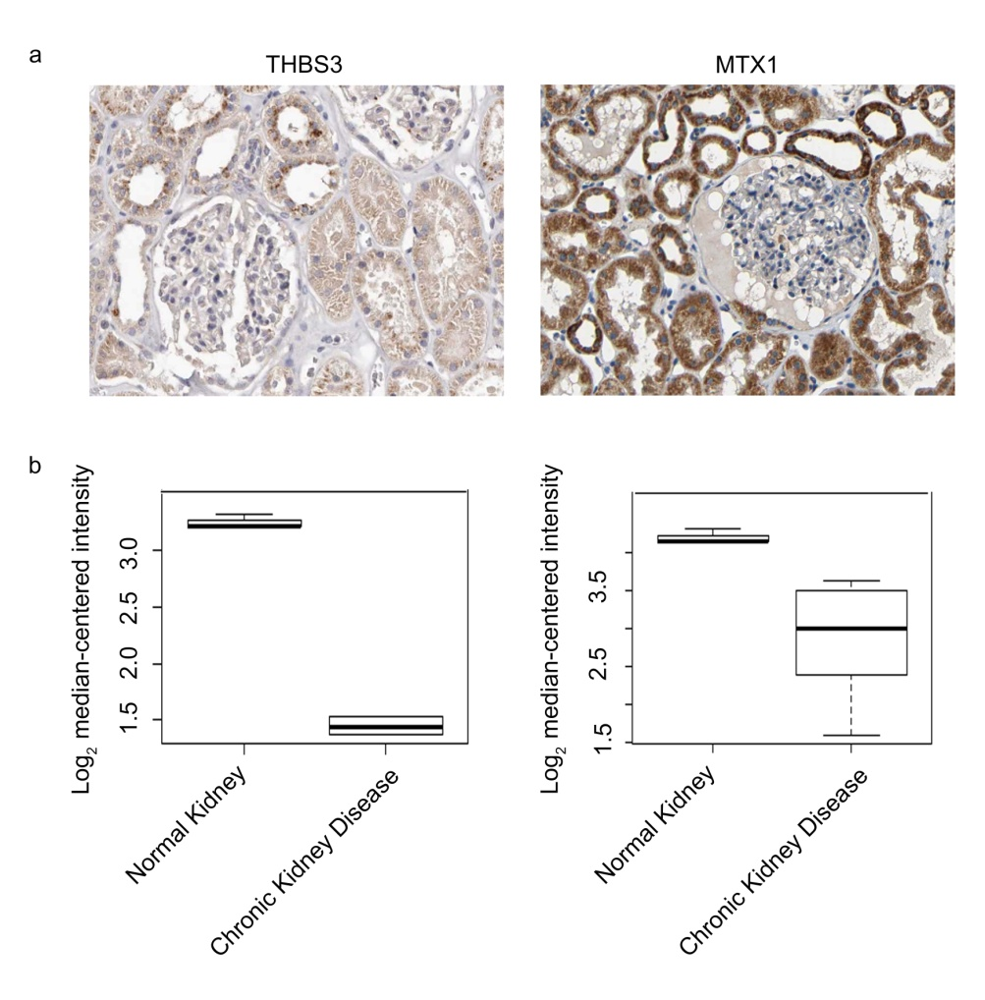 a
THBS3
MTX1
b
Log2 median-centered intensity
3.0
2.5
2.0
1.5
Normal Kidney
Chronic Kidney Disease
Log2 median-centered intensity
3.5
2.5
1.5
Normal Kidney
Chronic Kidney Disease